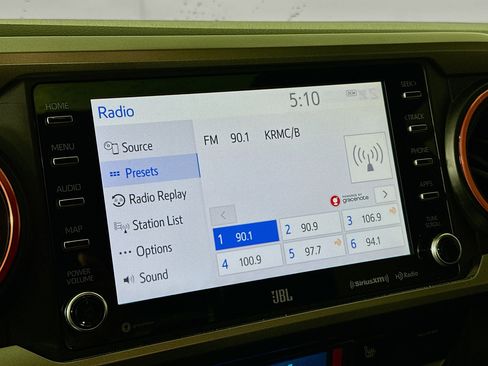 HOME
MENU
AUDIO
MAP
POWER
VOLUME
Radio
5:10
Source
Presets
Radio Replay
Station List
Options
Sound
FM 90.1 KRMC/B
POWERED BY
gracenote
1 90.1
2 90.9
3 106.9
4 100.9
5 97.7
6 94.1
SEEK>
<TRACK
PHONE
APPS
TUNE
SCROLL
JBL
SiriusXM
HD Radio